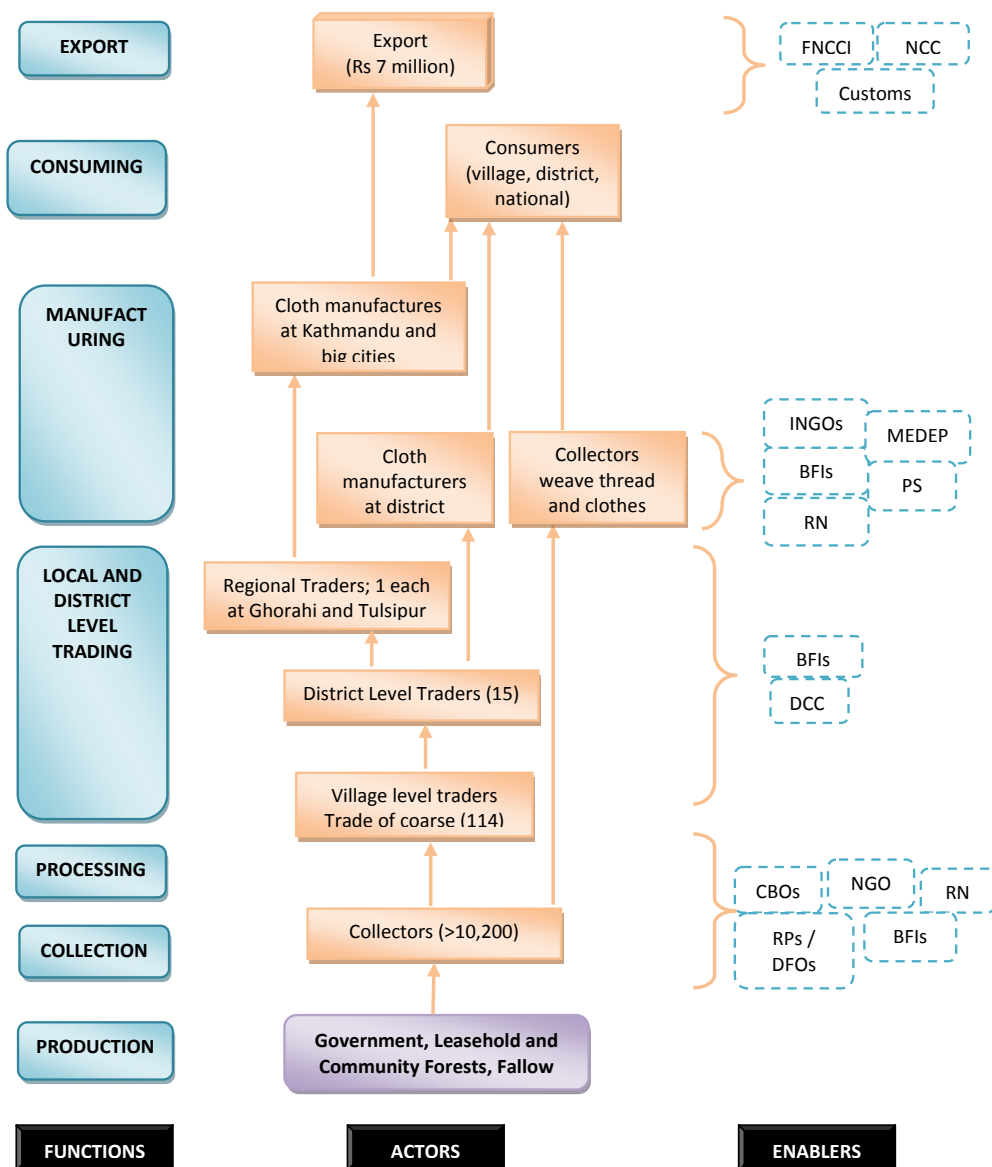 EXPORT
Export
(Rs 7 million)
FNCCI
NCC
Customs
CONSUMING
Consumers
(village, district,
national)
MANUFACT
URING
Cloth manufactures
at Kathmandu and
big cities
Cloth
manufacturers
at district
Collectors
weave thread
and clothes
INGOs
MEDEP
BFIs
PS
RN
LOCAL AND
DISTRICT
LEVEL
TRADING
Regional Traders; 1 each
at Ghorahi and Tulsipur
District Level Traders (15)
Village level traders
Trade of coarse (114)
BFIs
DCC
PROCESSING
COLLECTION
Collectors (>10,200)
CBOs
NGO
RN
RPs /
DFOs
BFIs
PRODUCTION
Government, Leasehold and
Community Forests, Fallow
FUNCTIONS
ACTORS
ENABLERS